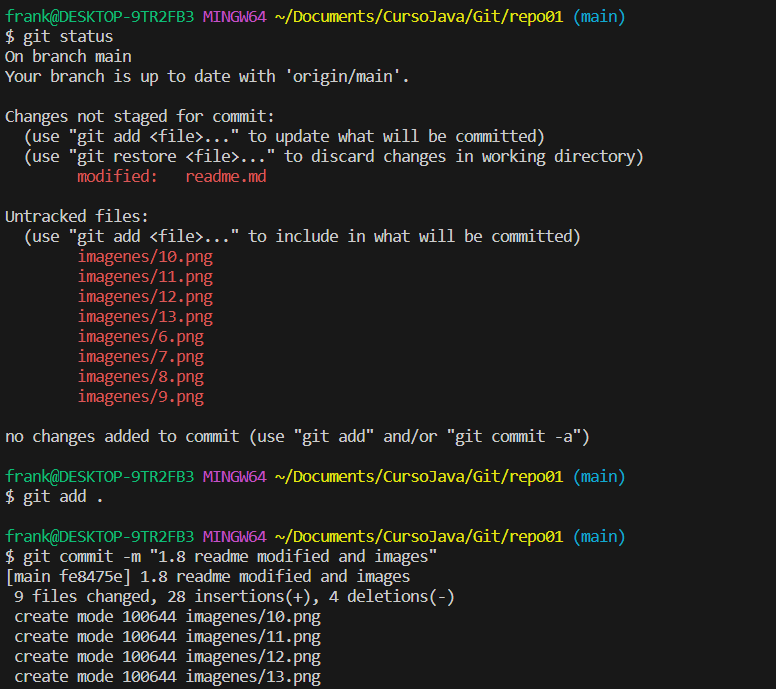 frank@DESKTOP-9TR2FB3 MINGW64 ~/Documents/CursoJava/Git/repo01 (main)
$ git status
On branch main
Your branch is up to date with 'origin/main'.

Changes not staged for commit:
  (use "git add <file>..." to update what will be committed)
  (use "git restore <file>..." to discard changes in working directory)
        modified:   readme.md

Untracked files:
  (use "git add <file>..." to include in what will be committed)
        imagenes/10.png
        imagenes/11.png
        imagenes/12.png
        imagenes/13.png
        imagenes/6.png
        imagenes/7.png
        imagenes/8.png
        imagenes/9.png

no changes added to commit (use "git add" and/or "git commit -a")

frank@DESKTOP-9TR2FB3 MINGW64 ~/Documents/CursoJava/Git/repo01 (main)
$ git add .

frank@DESKTOP-9TR2FB3 MINGW64 ~/Documents/CursoJava/Git/repo01 (main)
$ git commit -m "1.8 readme modified and images"
[main fe8475e] 1.8 readme modified and images
 9 files changed, 28 insertions(+), 4 deletions(-)
 create mode 100644 imagenes/10.png
 create mode 100644 imagenes/11.png
 create mode 100644 imagenes/12.png
 create mode 100644 imagenes/13.png